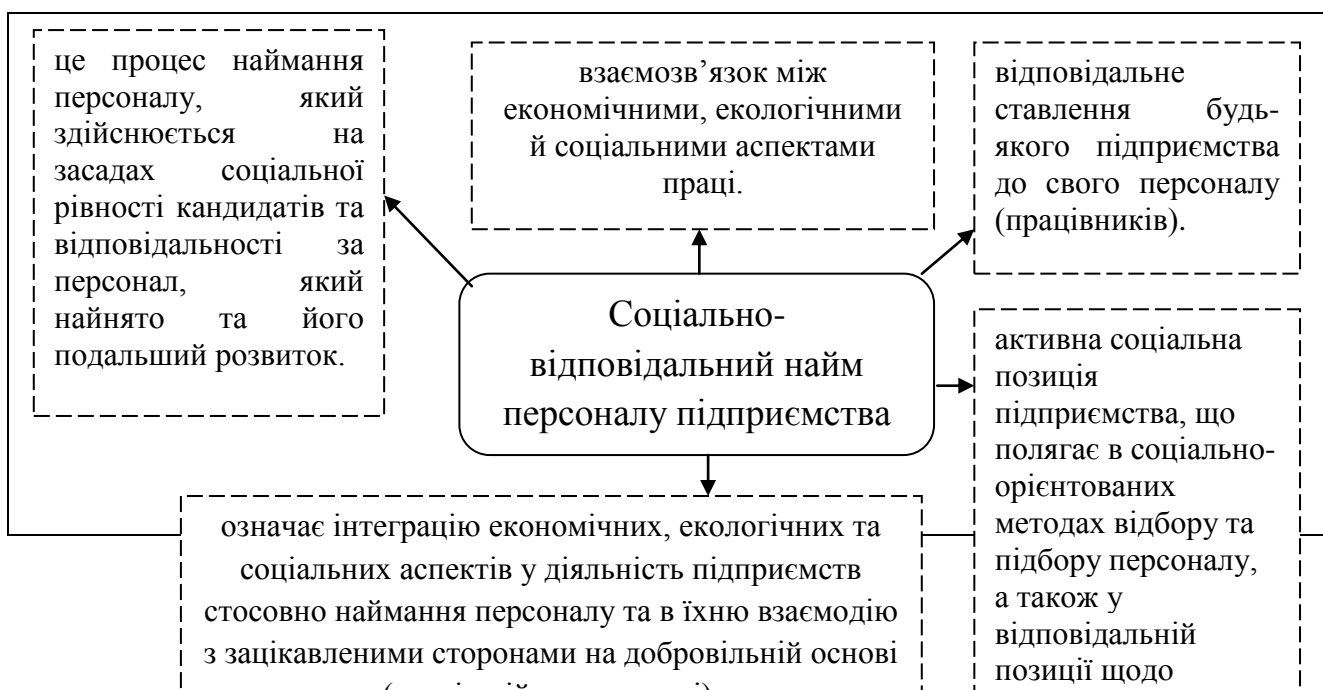 це процес наймання
персоналу, який
здійснюється на
засадах соціальної
рівності кандидатів та
відповідальності за
персонал, який
найнято та його
подальший розвиток.
взаємозв’язок між
економічними, екологічними
й соціальними аспектами
праці.
відповідальне
ставлення будь-
якого підприємства
до свого персоналу
(працівників).
Соціально-
відповідальний найм
персоналу підприємства
активна соціальна
позиція
підприємства, що
полягає в соціально-
орієнтованих
методах відбору та
підбору персоналу,
а також у
відповідальній
позиції щодо
означає інтеграцію економічних, екологічних та
соціальних аспектів у діяльність підприємств
стосовно наймання персоналу та в їхню взаємодію
з зацікавленими сторонами на добровільній основі